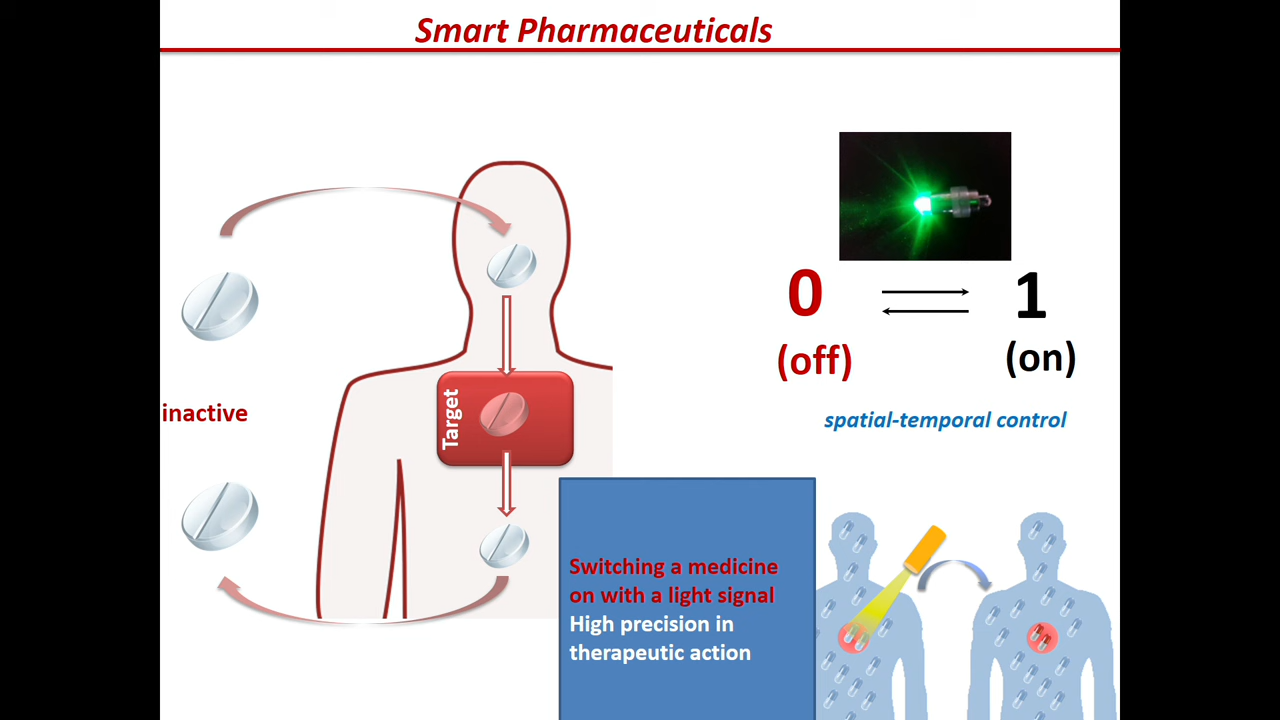 Smart Pharmaceuticals
inactive
Target
0
1
(off)
(on)
spatial-temporal control
Switching a medicine
on with a light signal
High precision in
therapeutic action